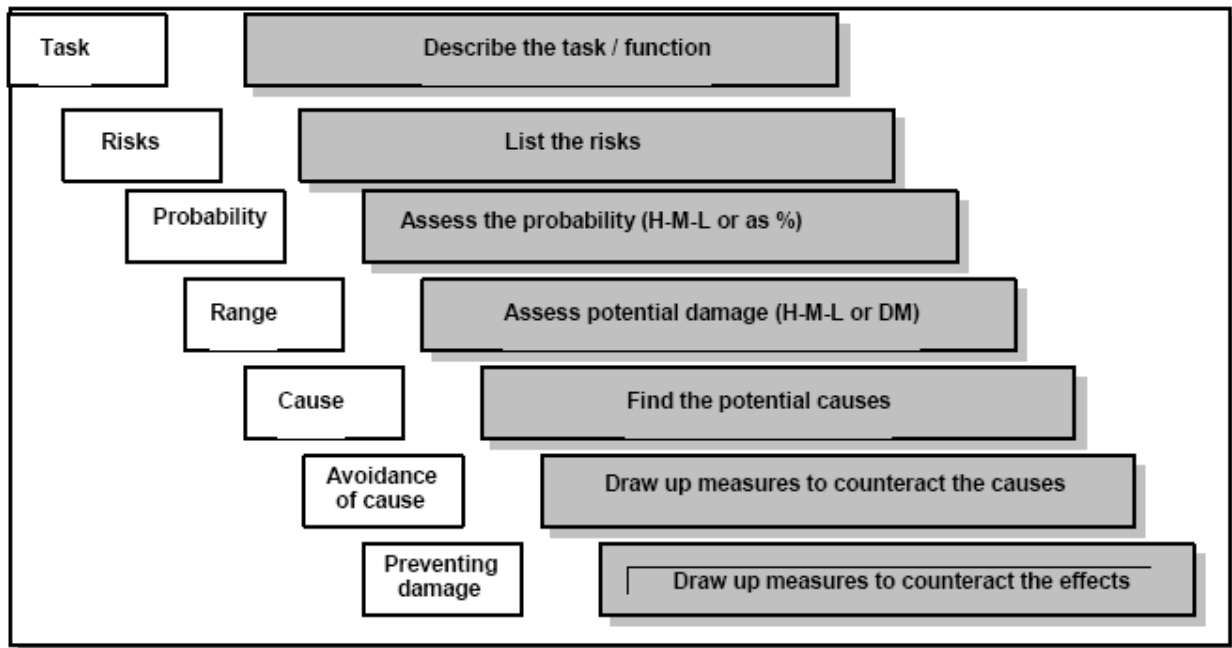 Task
Describe the task / function
Risks
List the risks
Probability
Assess the probability (H-M-L or as %)
Range
Assess potential damage (H-M-L or DM)
Cause
Find the potential causes
Avoidance
of cause
Draw up measures to counteract the causes
Preventing
damage
Draw up measures to counteract the effects